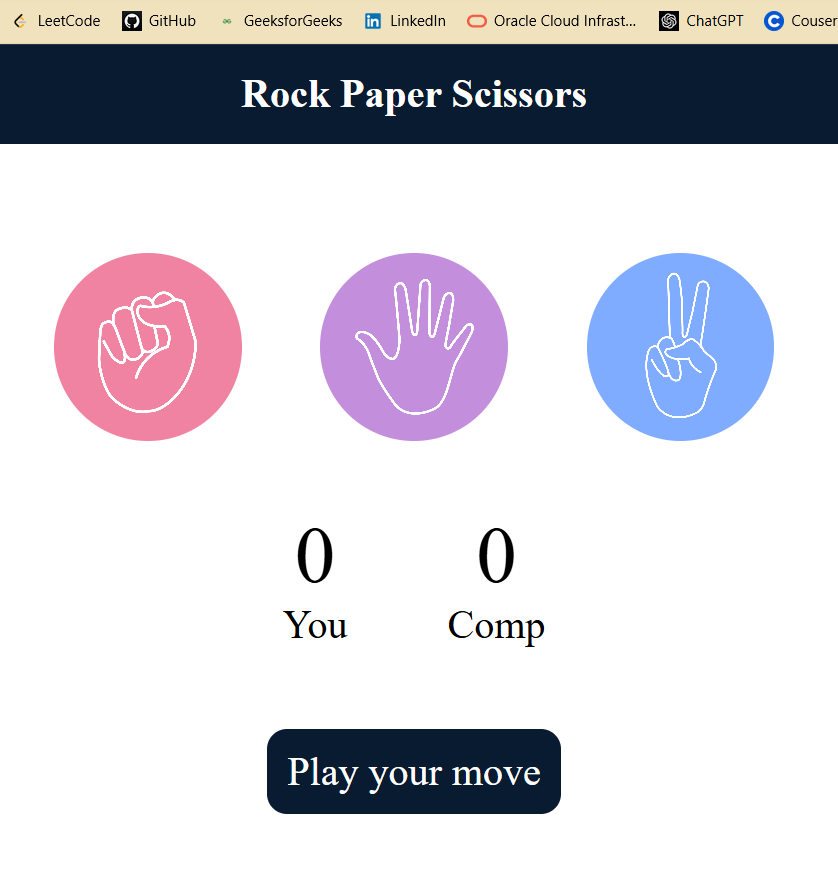 LeetCode GitHub GeeksforGeeks LinkedIn Oracle Cloud Infrast... ChatGPT Couser
Rock Paper Scissors
0 0
You Comp
Play your move